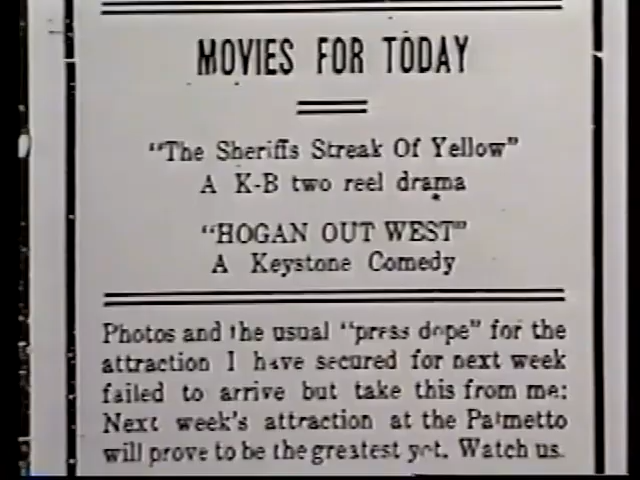 MOVIES FOR TODAY
"The Sheriffs Streak Of Yellow"
A K-B two reel drama
"HOGAN OUT WEST"
A Keystone Comedy
Photos and the usual "press dope" for the
attraction I have secured for next week
failed to arrive but take this from me:
Next week's attraction at the Palmetto
will prove to be the greatest yet. Watch us.